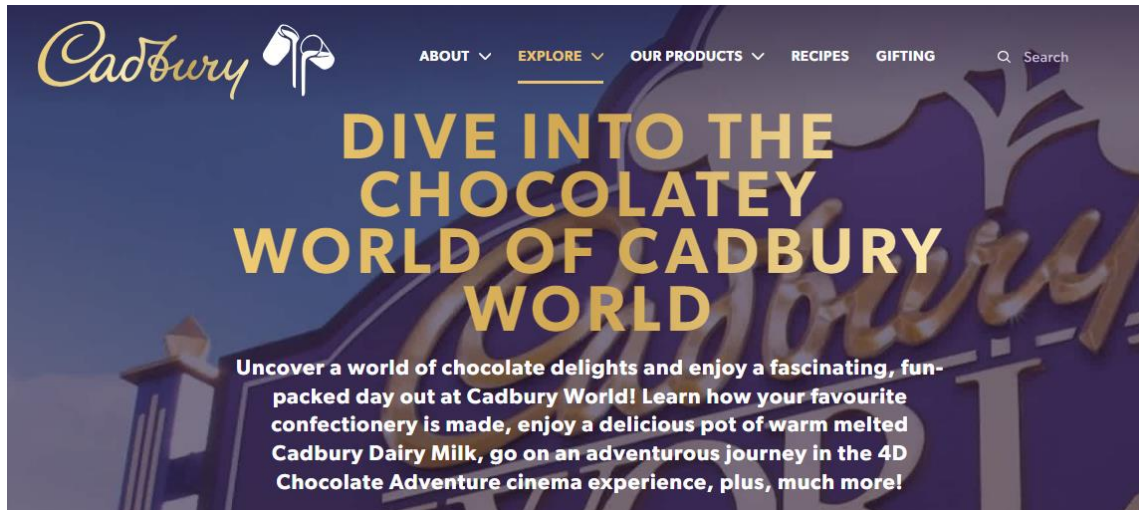 Cadbury
ABOUT EXPLORE OUR PRODUCTS RECIPES GIFTING Search
DIVE INTO THE
CHOCOLATEY
WORLD OF CADBURY
WORLD
Uncover a world of chocolate delights and enjoy a fascinating, fun-
packed day out at Cadbury World! Learn how your favourite
confectionery is made, enjoy a delicious pot of warm melted
Cadbury Dairy Milk, go on an adventurous journey in the 4D
Chocolate Adventure cinema experience, plus, much more!
Cadbury
WORLD